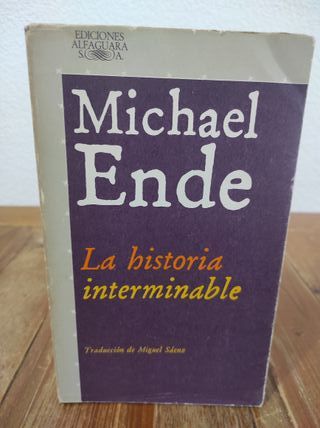 EDICIONES
ALFAGUARA
S. A.
Michael
Ende
La historia
interminable
Traducción de Miguel Sáenz